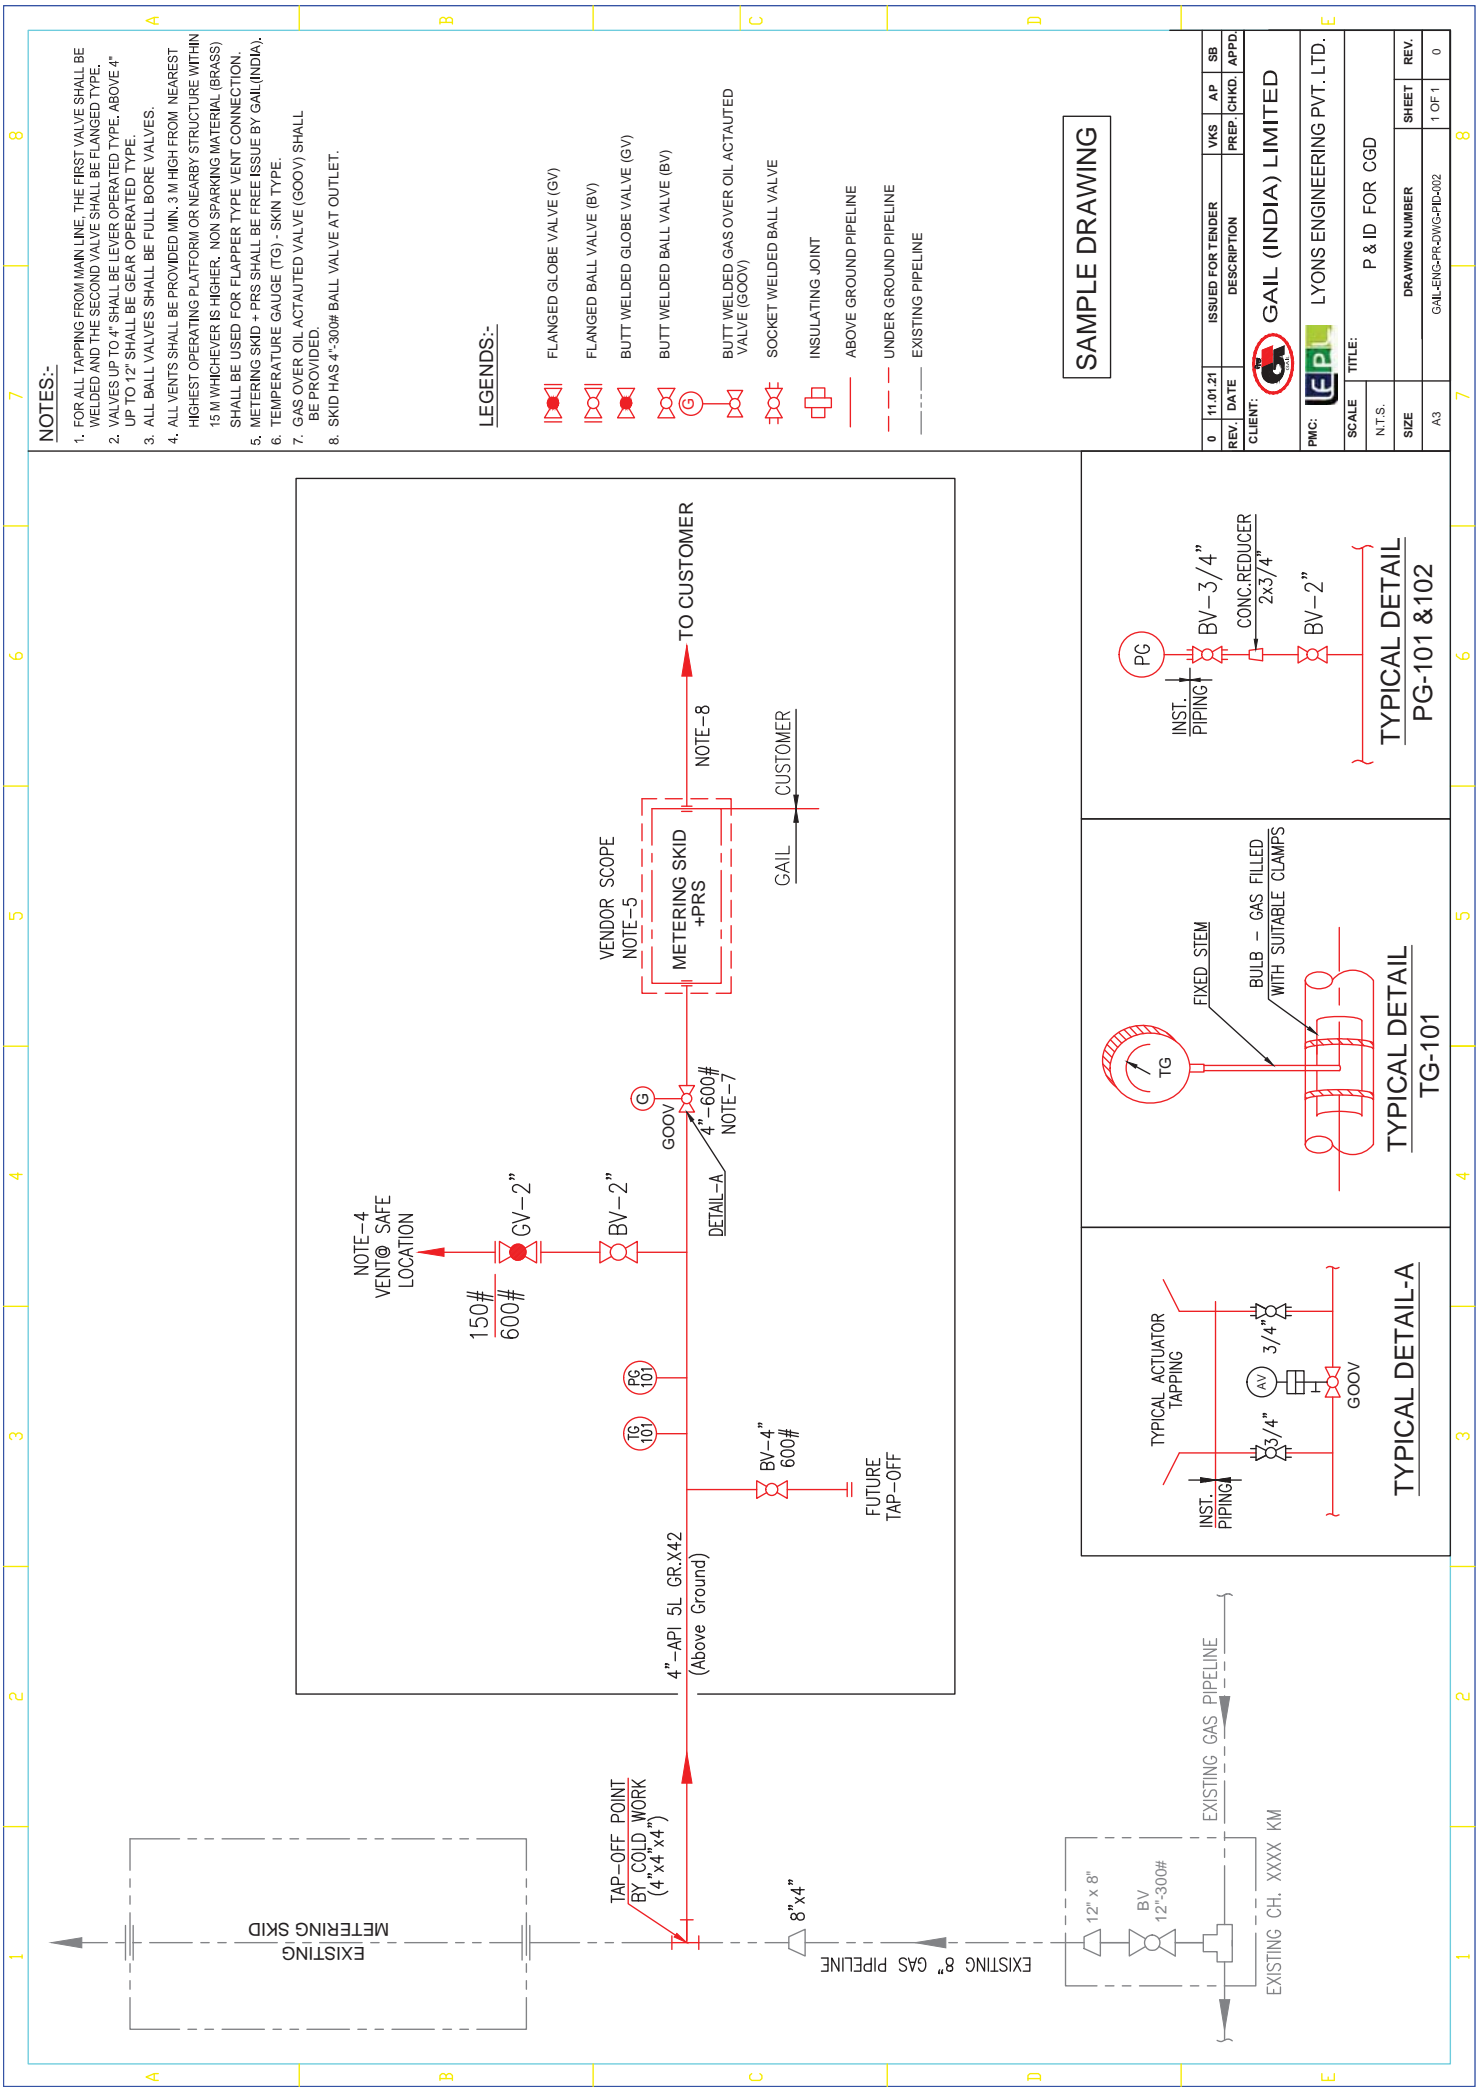 NOTES:-
1. FOR ALL TAPPING FROM MAIN LINE, THE FIRST VALVE SHALL BE
WELDED AND THE SECOND VALVE SHALL BE FLANGED TYPE.
2. VALVES UP TO 4" SHALL BE LEVER OPERATED TYPE. ABOVE 4"
UP TO 12" SHALL BE GEAR OPERATED TYPE.
3. ALL BALL VALVES SHALL BE FULL BORE VALVES.
4. ALL VENTS SHALL BE PROVIDED MIN. 3 M HIGH FROM NEAREST
HIGHEST OPERATING PLATFORM OR NEARBY STRUCTURE WITHIN
15 M WHICHEVER IS HIGHER. NON SPARKING MATERIAL (BRASS)
SHALL BE USED FOR FLAPPER TYPE VENT CONNECTION.
5. METERING SKID + PRS SHALL BE FREE ISSUE BY GAIL(INDIA).
6. TEMPERATURE GAUGE (TG) - SKIN TYPE.
7. GAS OVER OIL ACTAUTED VALVE (GOOV) SHALL
BE PROVIDED.
8. SKID HAS 4"-300# BALL VALVE AT OUTLET.
LEGENDS:-
FLANGED GLOBE VALVE (GV)
FLANGED BALL VALVE (BV)
BUTT WELDED GLOBE VALVE (GV)
BUTT WELDED BALL VALVE (BV)
G
BUTT WELDED GAS OVER OIL ACTAUTED
VALVE (GOOV)
SOCKET WELDED BALL VALVE
INSULATING JOINT
ABOVE GROUND PIPELINE
UNDER GROUND PIPELINE
EXISTING PIPELINE
SAMPLE DRAWING
0 11.01.21 ISSUED FOR TENDER VKS AP SB
REV. DATE DESCRIPTION PREP. CHKD. APPD.
CLIENT: GAIL (INDIA) LIMITED
PMC: LEPL LYONS ENGINEERING PVT. LTD.
SCALE TITLE:
N.T.S. P & ID FOR CGD
SIZE DRAWING NUMBER SHEET REV.
A3 GAIL-ENG-PR-DWG-PID-002 1 OF 1 0
NOTE-4
VENT@ SAFE
LOCATION
150#
600#
GV-2"
BV-2"
TG
101
PG
101
G
GOOV
4"-600#
NOTE-7
DETAIL-A
VENDOR SCOPE
NOTE-5
METERING SKID
+PRS
TO CUSTOMER
NOTE-8
GAIL
CUSTOMER
4"-API 5L GR.X42
(Above Ground)
BV-4"
600#
FUTURE
TAP-OFF
EXISTING
METERING SKID
TAP-OFF POINT
BY COLD WORK
(4"x4"x4")
8"x4"
EXISTING 8" GAS PIPELINE
12" x 8"
BV
12"-300#
EXISTING GAS PIPELINE
EXISTING CH. XXXX KM
TYPICAL ACTUATOR
TAPPING
INST.
PIPING
3/4"
AV
3/4"
GOOV
TYPICAL DETAIL-A
TG
FIXED STEM
BULB - GAS FILLED
WITH SUITABLE CLAMPS
TYPICAL DETAIL
TG-101
PG
INST.
PIPING
BV-3/4"
CONC.REDUCER
2x3/4"
BV-2"
TYPICAL DETAIL
PG-101 &102
A B C D E
A B C D E
1 2 3 4 5 6 7 8
1 2 3 4 5 6 7 8